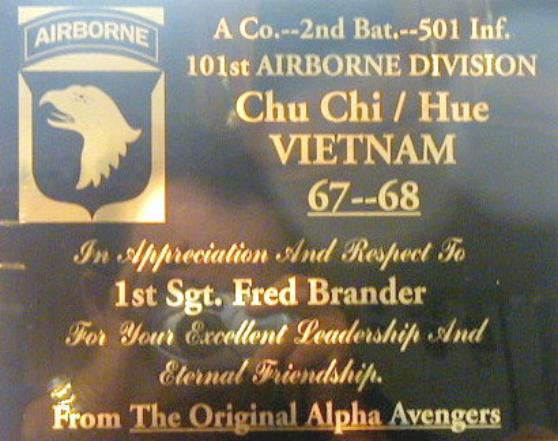 AIRBORNE
A Co.--2nd Bat.--501 Inf.
101st AIRBORNE DIVISION
Chu Chi / Hue
VIETNAM
67--68
In Appreciation And Respect To
1st Sgt. Fred Brander
For Your Excellent Leadership And
Eternal Friendship.
From The Original Alpha Avengers